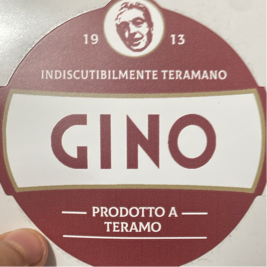 19 13
INDISCUTIBILMENTE TERAMANO
GINO
PRODOTTO A
TERAMO